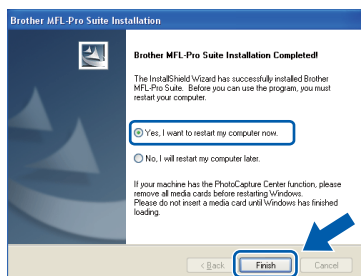 Brother MFL-Pro Suite Installation
Brother MFL-Pro Suite Installation Completed!
The InstallShield Wizard has successfully installed Brother
MFL-Pro Suite. Before you can use the program, you must
restart your computer.
Yes, I want to restart my computer now.
No, I will restart my computer later.
If your machine has the PhotoCapture Center function, please
remove all media cards before restarting Windows.
Please do not insert a media card until Windows has finished
loading.
< Back Finish Cancel